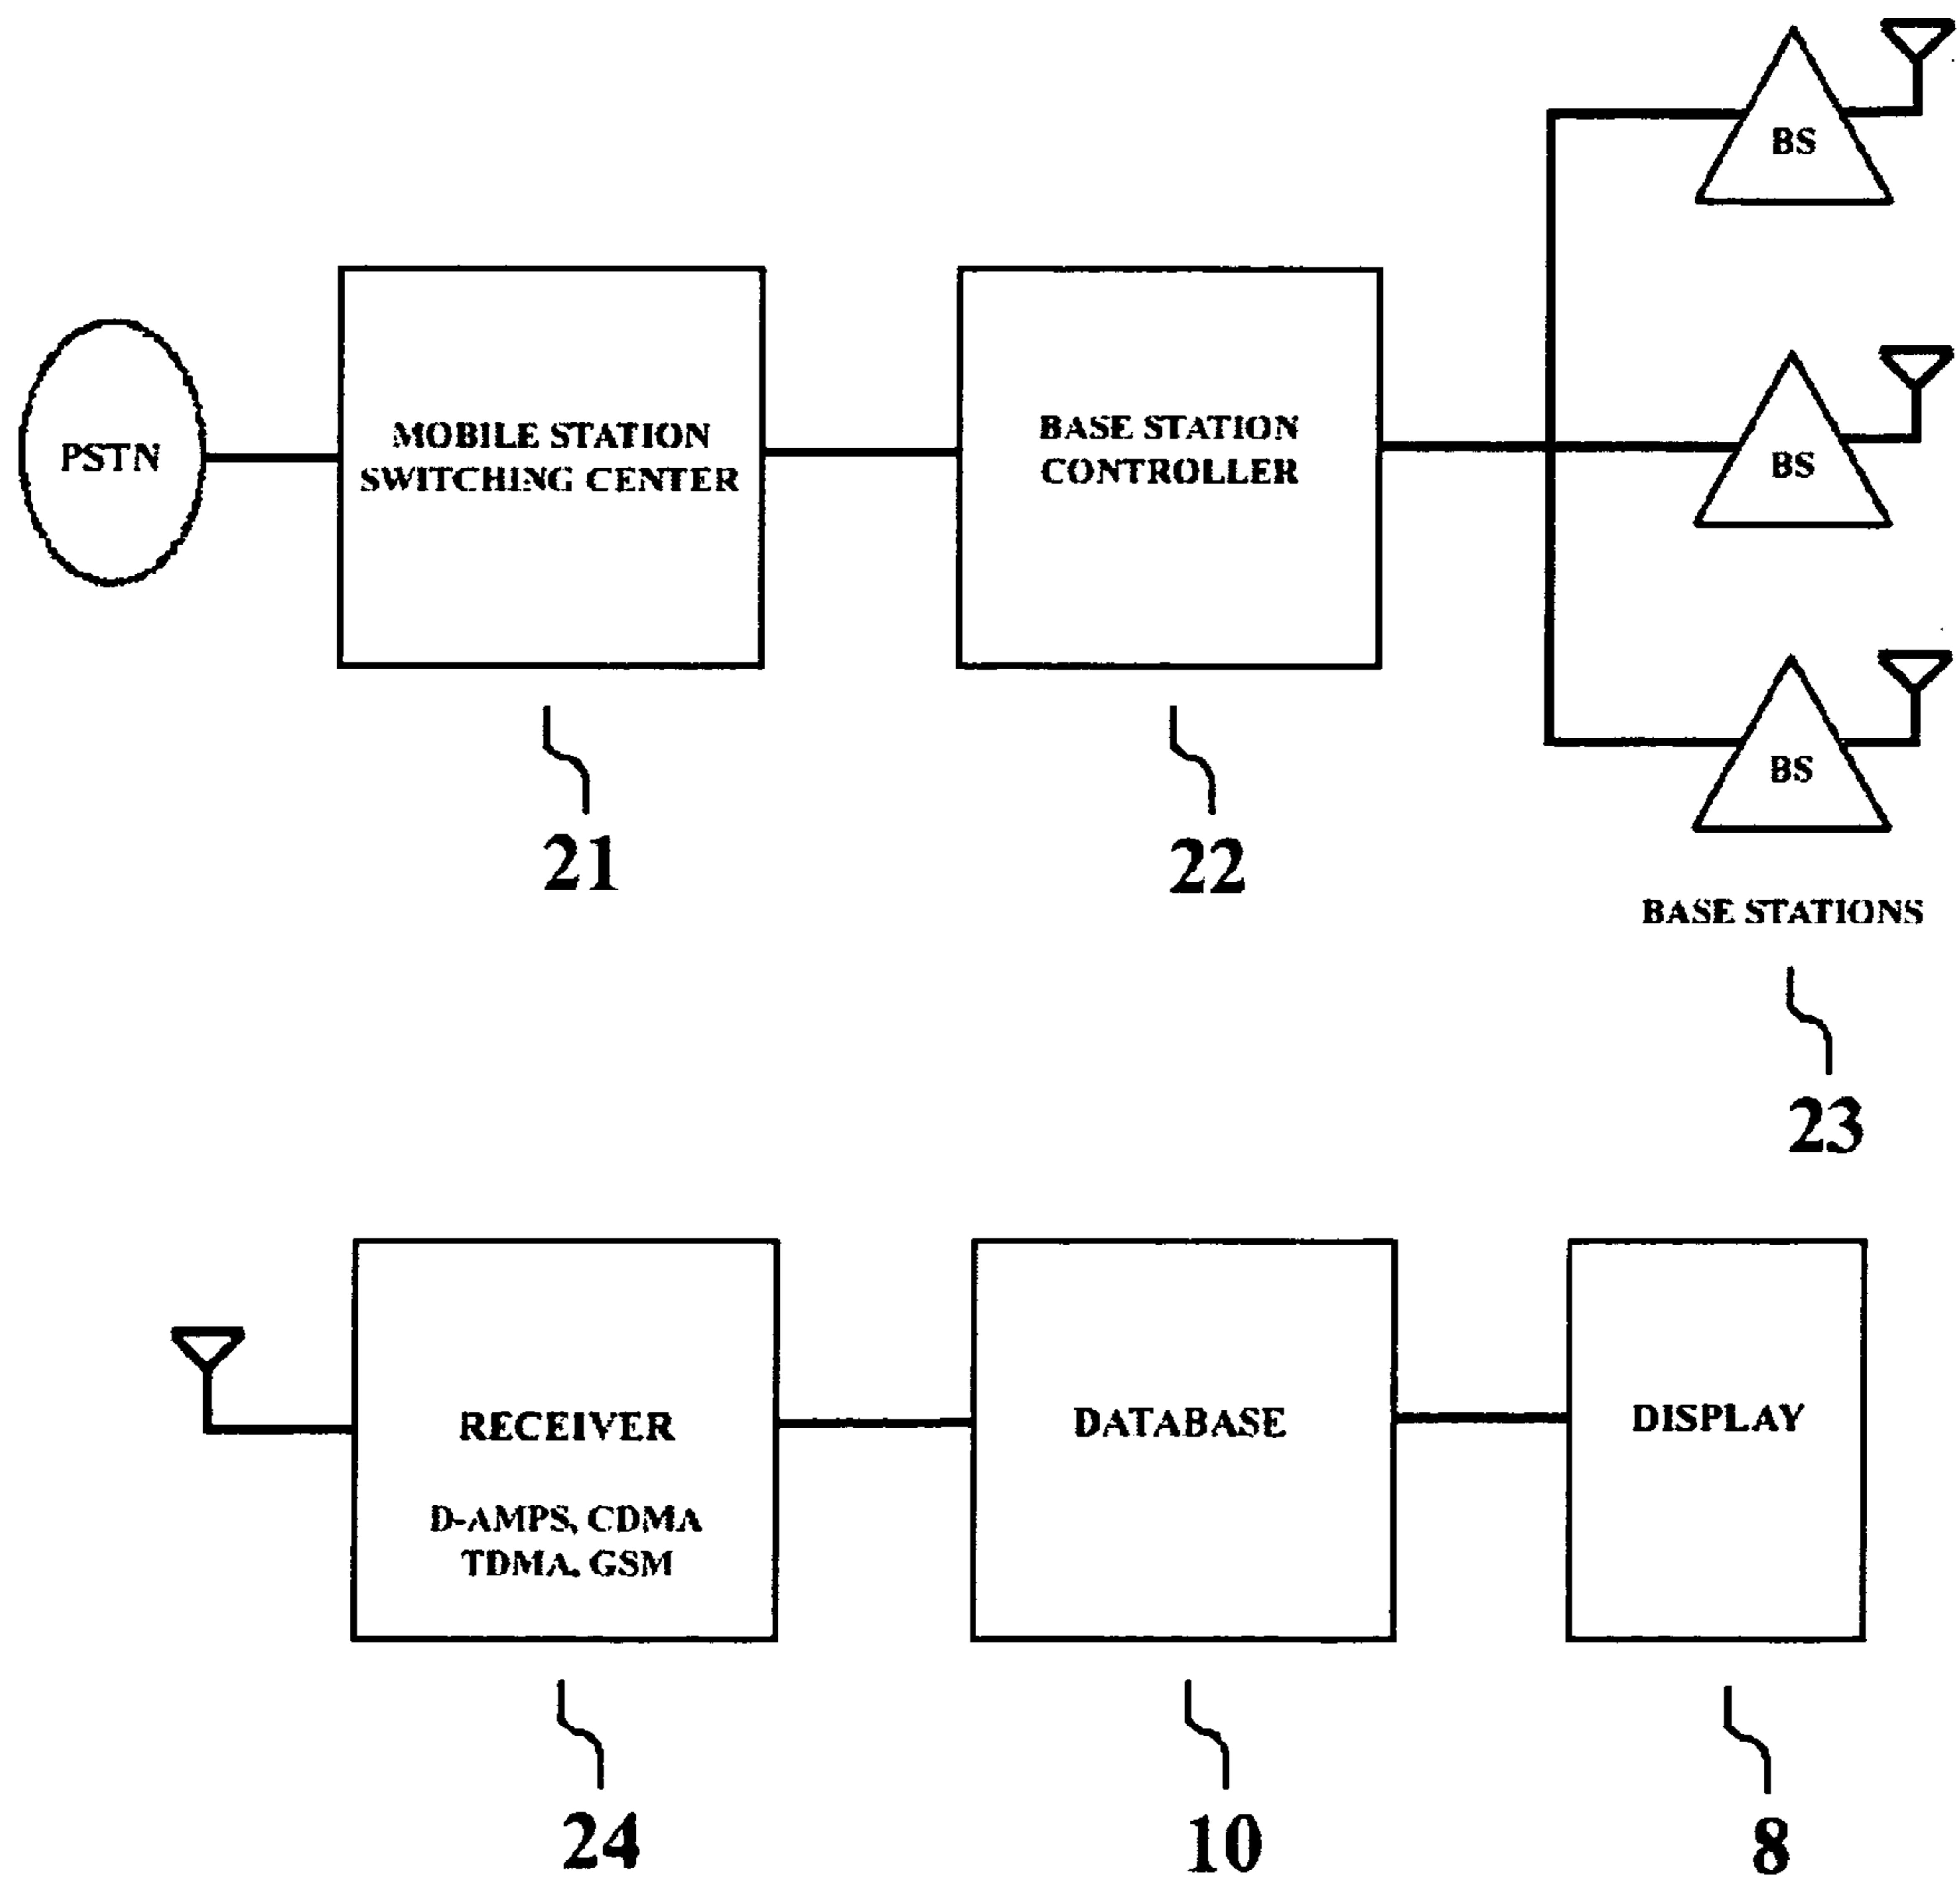 BS
PSTN
MOBILE STATION
SWITCHING CENTER
BASE STATION
CONTROLLER
BS
BS
21
22
BASE STATIONS
23
RECEIVER
D-AMPS, CDMA
TDMA, GSM
DATABASE
DISPLAY
24
10
8